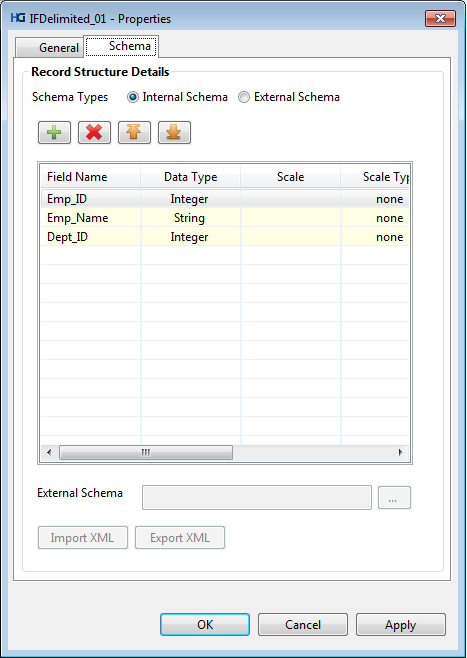 HG IFDelimited_01 - Properties
General Schema
Record Structure Details
Schema Types Internal Schema External Schema
Field Name Data Type Scale Scale Typ
Emp_ID Integer none
Emp_Name String none
Dept_ID Integer none
External Schema ...
Import XML Export XML
OK Cancel Apply